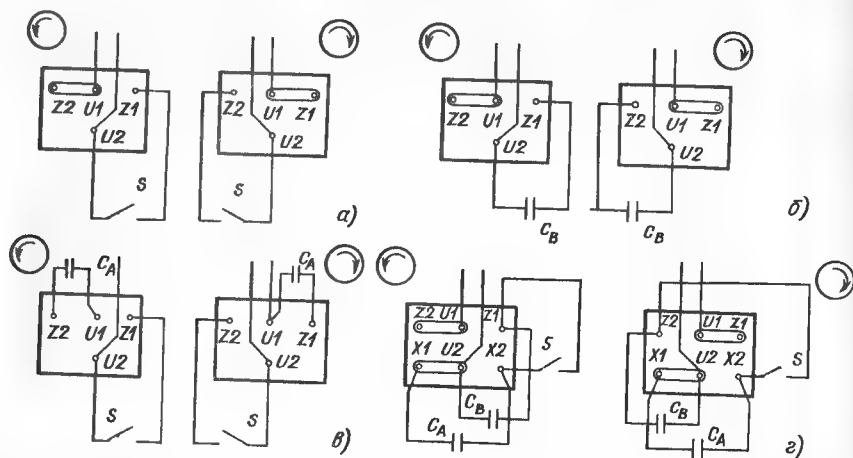 Z2 U1 Z1
U2
S
Z2 U1 Z1
U2
S
а)
Z2 U1 Z1
U2
C_B
Z2 U1 Z1
U2
C_B
б)
C_A
Z2 U1 Z1
U2
S
C_A
Z2 U1 Z1
U2
S
в)
Z2 U1 Z1
X1 U2 X2
S
C_B
C_A
Z2 U1 Z1
X1 U2 X2
S
C_B
C_A
г)